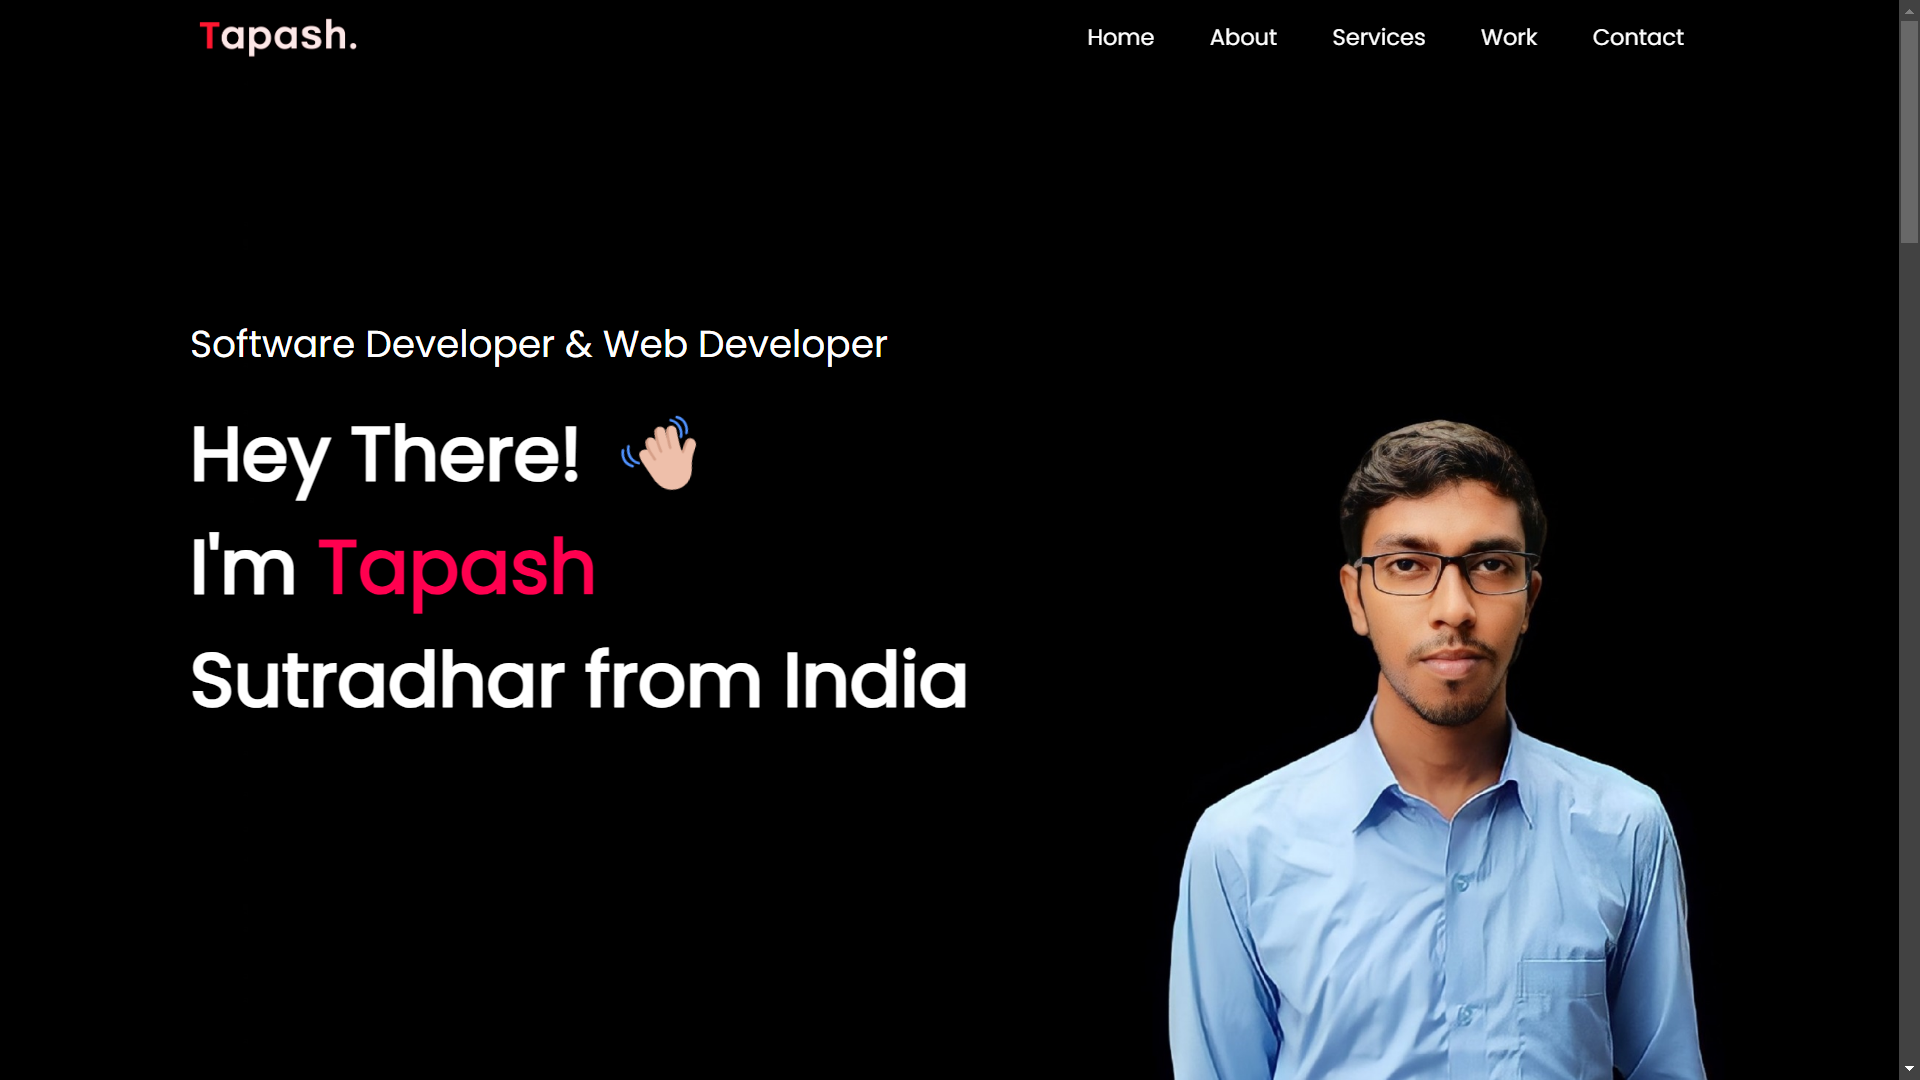 Tapash.
Home About Services Work Contact
Software Developer & Web Developer
Hey There!
I'm Tapash
Sutradhar from India